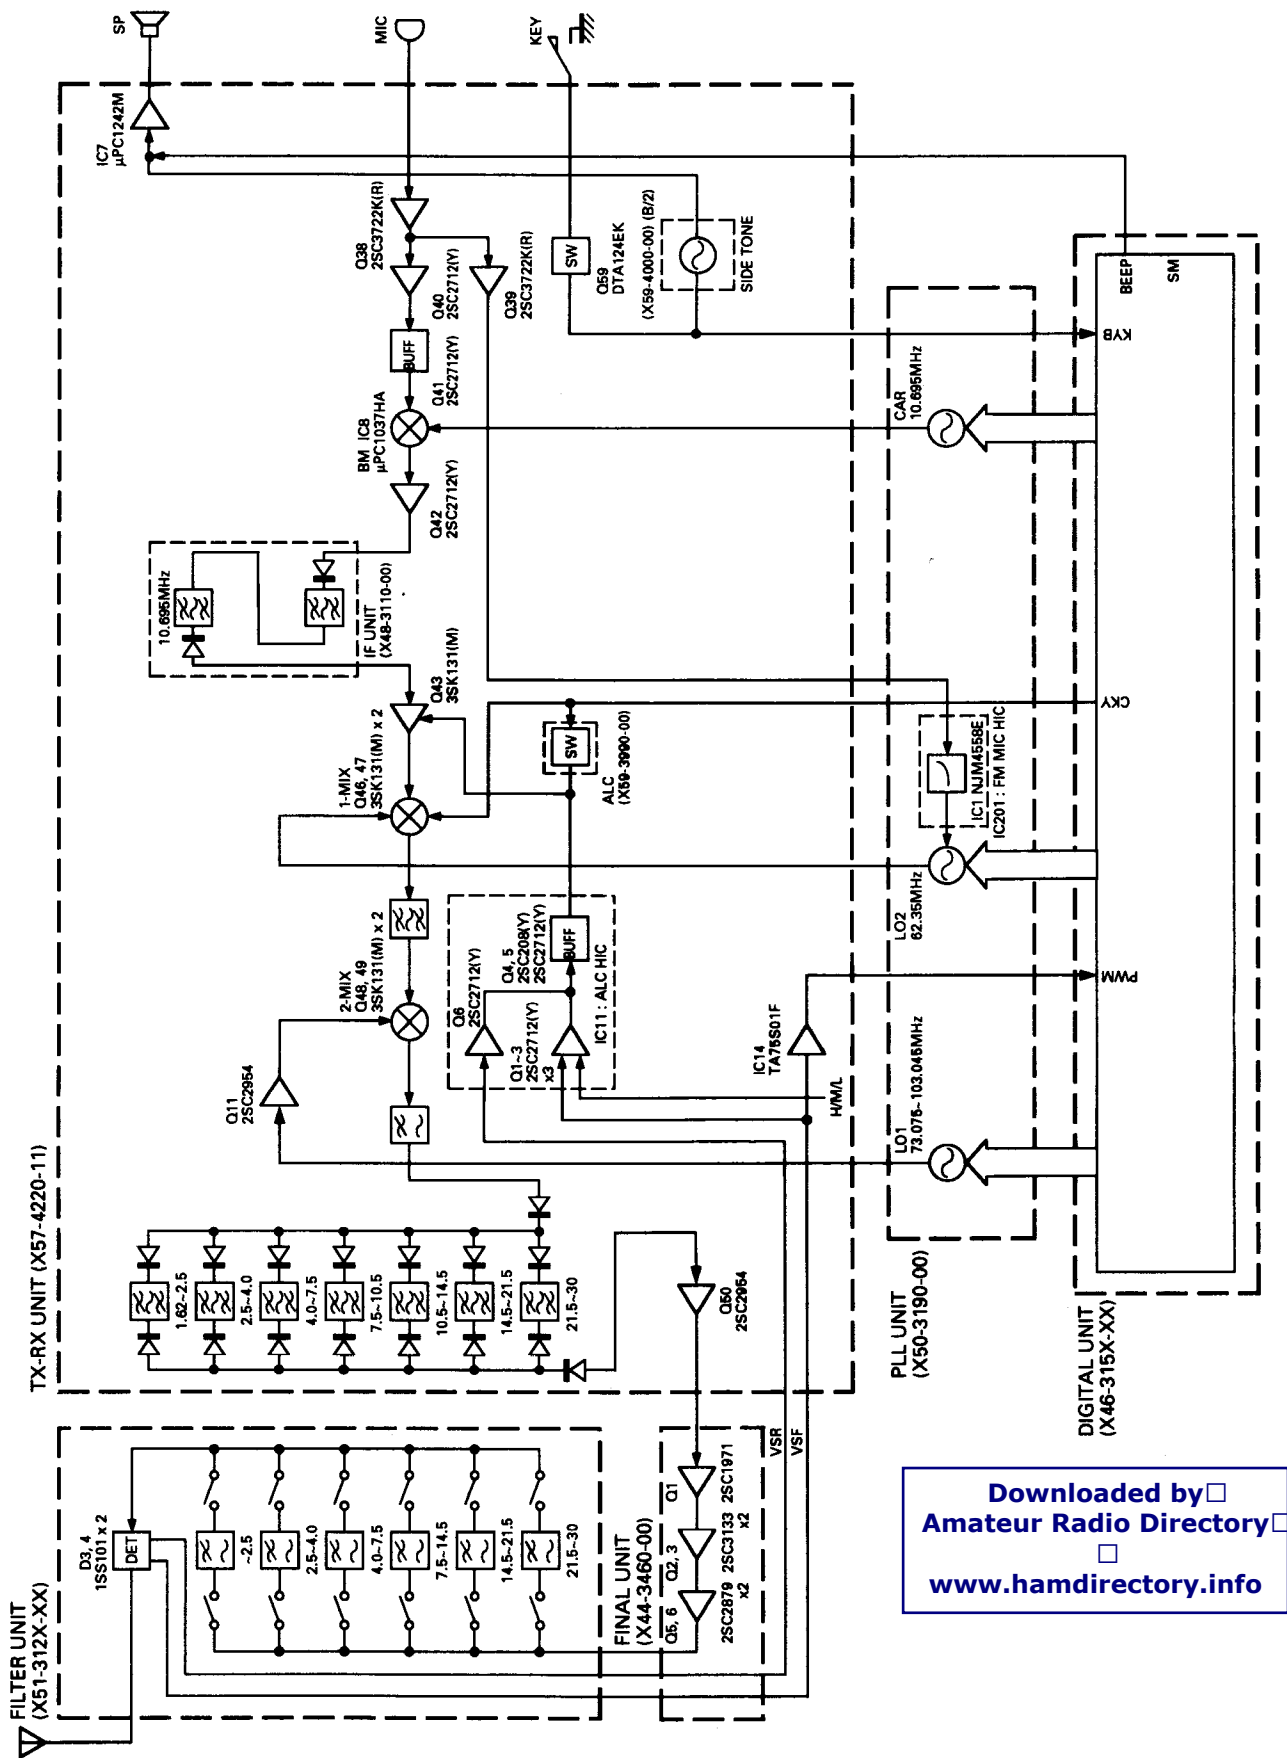 FILTER UNIT
(X51-312X-XX)
D3, 4
1SS101 x 2
DET
~2.5
2.5~4.0
4.0~7.5
7.5~14.5
14.5~21.5
21.5~30
FINAL UNIT
(X44-3460-00)
Q5, 6
2SC2879
x2
Q2, 3
2SC3133
x2
Q1
2SC1971
VSR
VSF
TX-RX UNIT (X57-4220-11)
1.62~2.5
2.5~4.0
4.0~7.5
7.5~10.5
10.5~14.5
14.5~21.5
21.5~30
Q50
2SC2954
Q11
2SC2954
2-MIX
Q48, 49
3SK131(M) x 2
1-MIX
Q46, 47
3SK131(M) x 2
Q43
3SK131(M)
10.695MHz
IF UNIT
(X48-3110-00)
Q42
2SC2712(Y)
BM IC8
µPC1037HA
BUFF
Q41
2SC2712(Y)
Q40
2SC2712(Y)
Q38
2SC3722K(R)
Q39
2SC3722K(R)
IC7
µPC1242M
SP
MIC
KEY
SW
Q59
DTA124EK
(X59-4000-00) (B/2)
SIDE TONE
Q6
2SC2712(Y)
Q1~3
2SC2712(Y)
x3
Q4, 5
2SC208(Y)
2SC2712(Y)
BUFF
IC11 : ALC HIC
SW
ALC
(X59-3990-00)
IC14
TA75S01F
H/M/L
PLL UNIT
(X50-3190-00)
LO1
73.075~103.045MHz
LO2
62.35MHz
IC1 NJM4558E
IC201 : FM MIC HIC
CAR
10.695MHz
DIGITAL UNIT
(X46-315X-XX)
PWM
CKY
KYB
BEEP
SM
Downloaded by
Amateur Radio Directory
www.hamdirectory.info